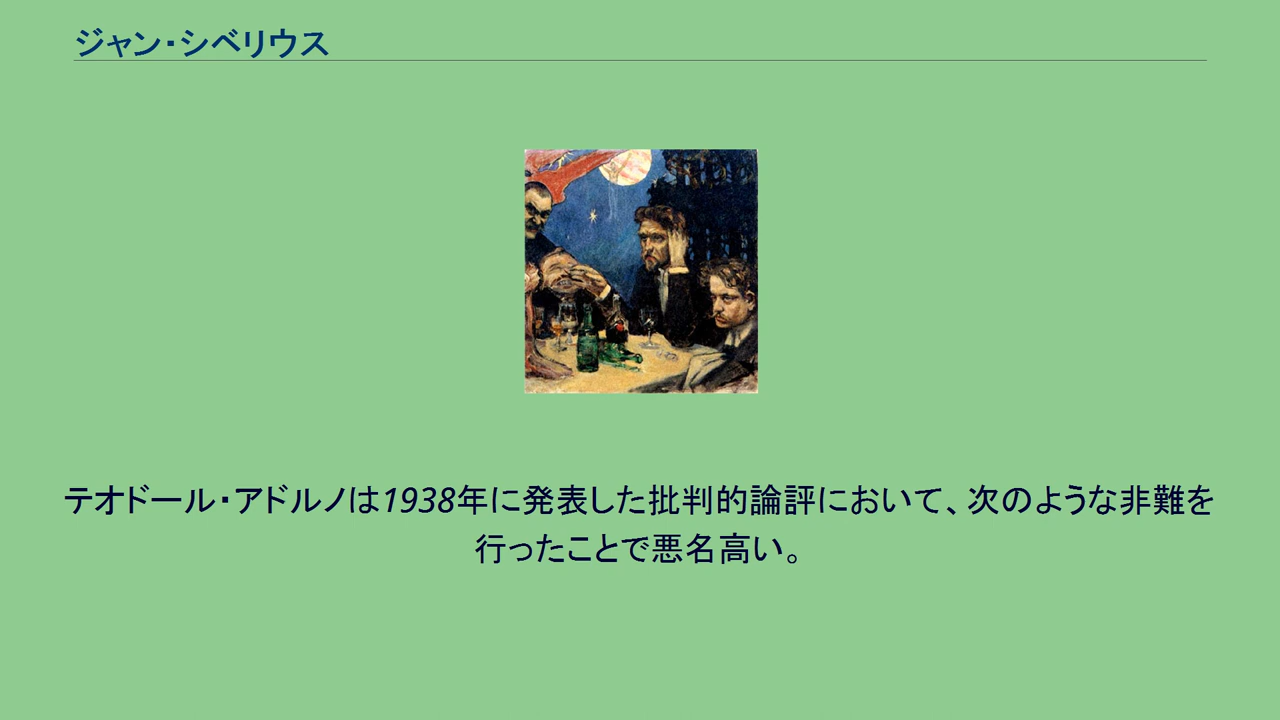 ジャン・シベリウス
テオドール・アドルノは1938年に発表した批判的論評において、次のような非難を
行ったことで悪名高い。